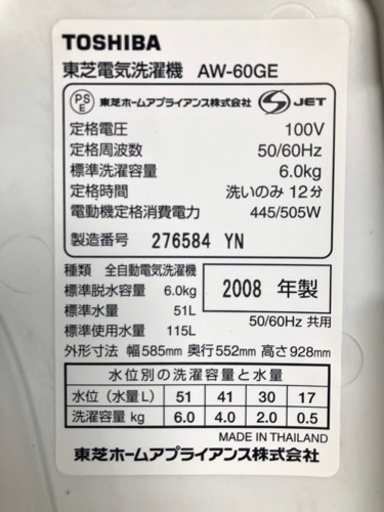 TOSHIBA
東芝電気洗濯機 AW-60GE
PSE 東芝ホームアプライアンス株式会社 S JET
定格電圧 100V
定格周波数 50/60Hz
標準洗濯容量 6.0kg
定格時間 洗いのみ 12分
電動機定格消費電力 445/505W
製造番号 276584 YN
種類 全自動電気洗濯機
標準脱水容量 6.0kg
標準水量 51L
標準使用水量 115L
2008 年製
50/60Hz 共用
外形寸法 幅585mm 奥行552mm 高さ928mm
水位別の洗濯容量と水量
水位（水量L） 51 41 30 17
洗濯容量 kg 6.0 4.0 2.0 0.5
MADE IN THAILAND
東芝ホームアプライアンス株式会社